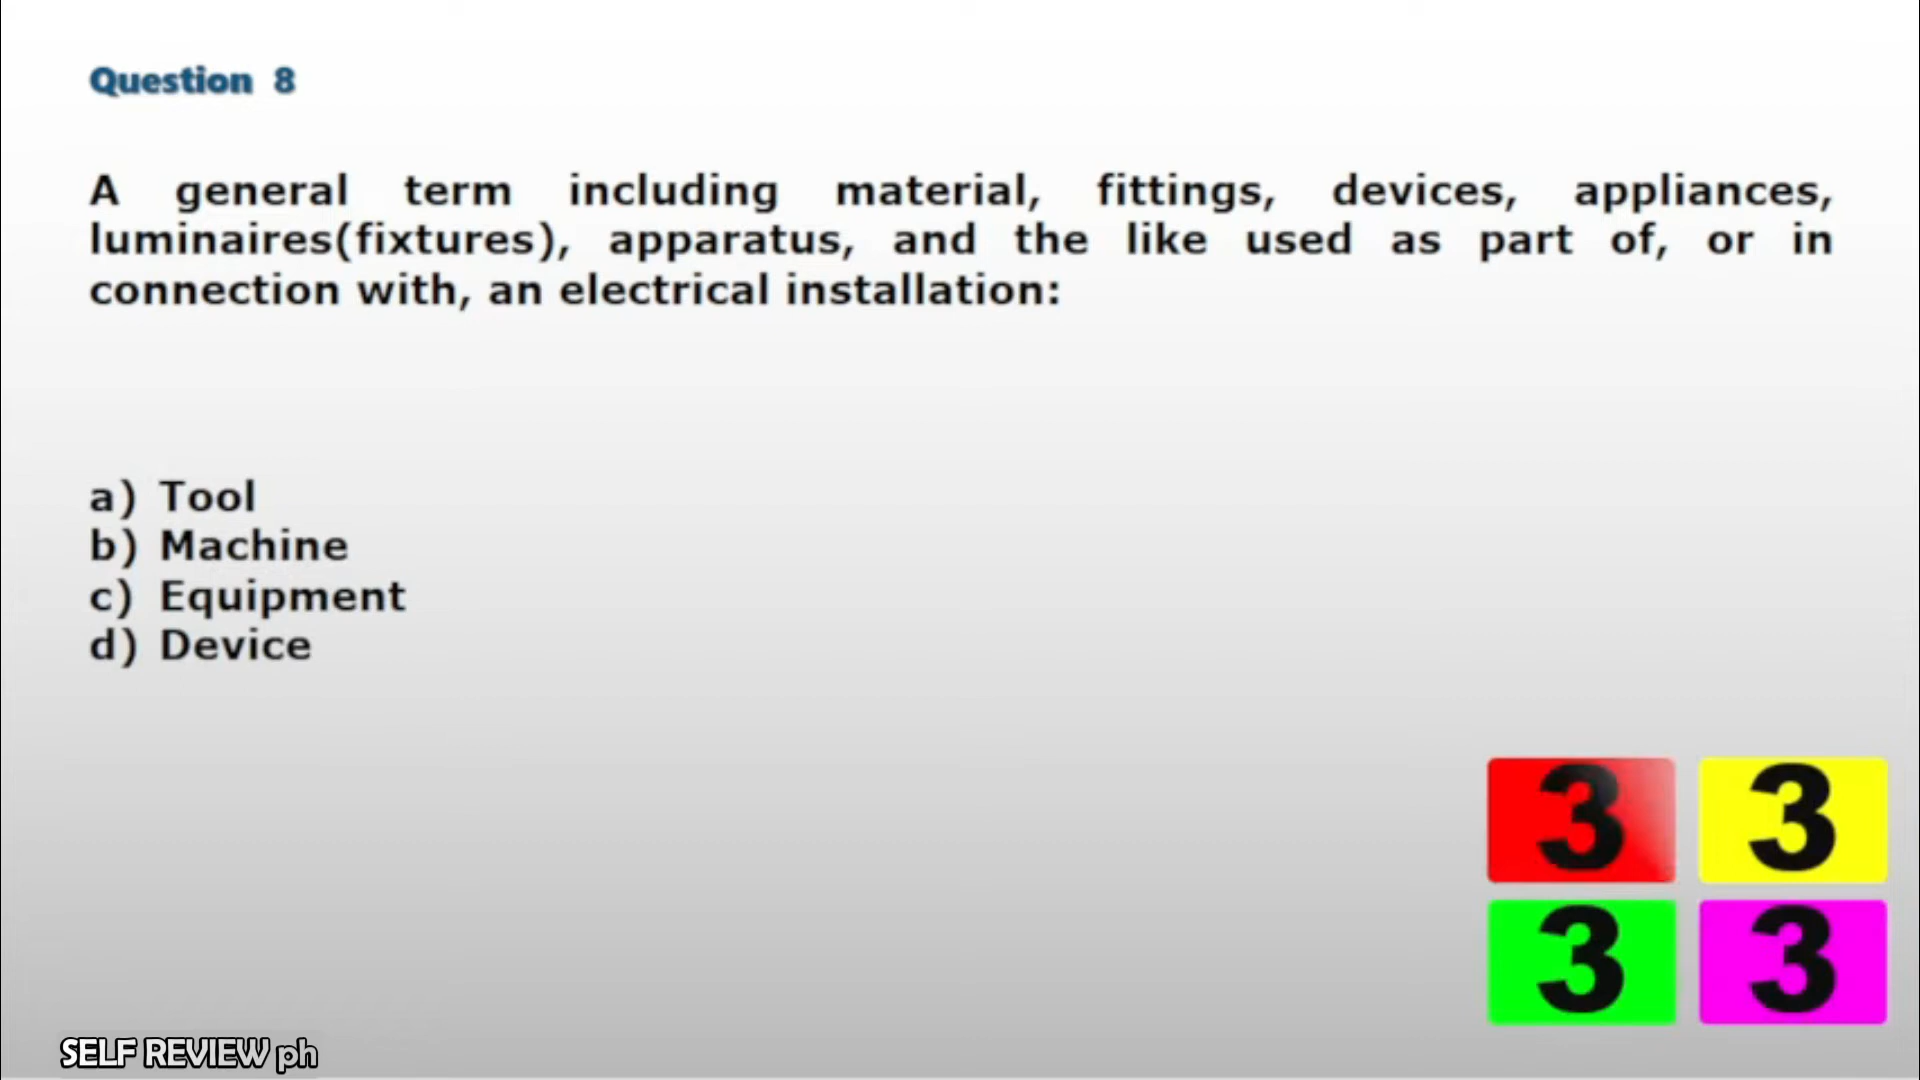 Question 8
A general term including material, fittings, devices, appliances,
luminaires(fixtures), apparatus, and the like used as part of, or in
connection with, an electrical installation:
a) Tool
b) Machine
c) Equipment
d) Device
3 3
3 3
SELF REVIEW ph